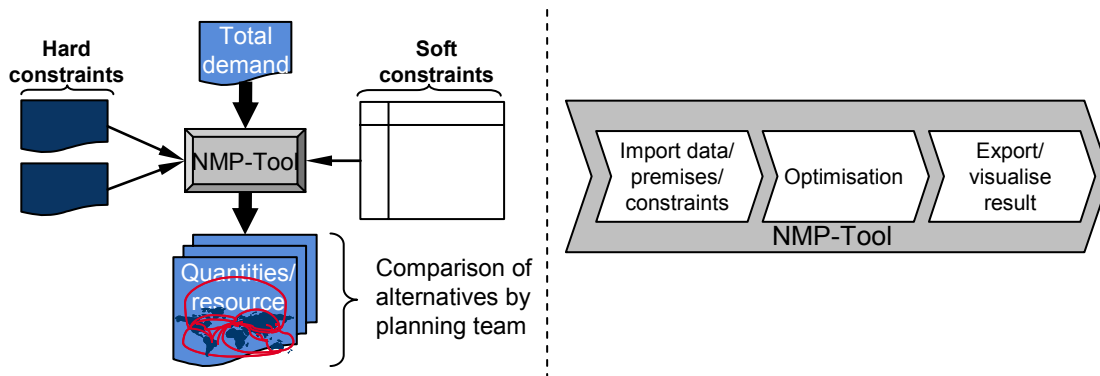 Hard
constraints
Total
demand
Soft
constraints
NMP-Tool
Quantities/
resource
Comparison of
alternatives by
planning team
Import data/
premises/
constraints
Optimisation
Export/
visualise
result
NMP-Tool